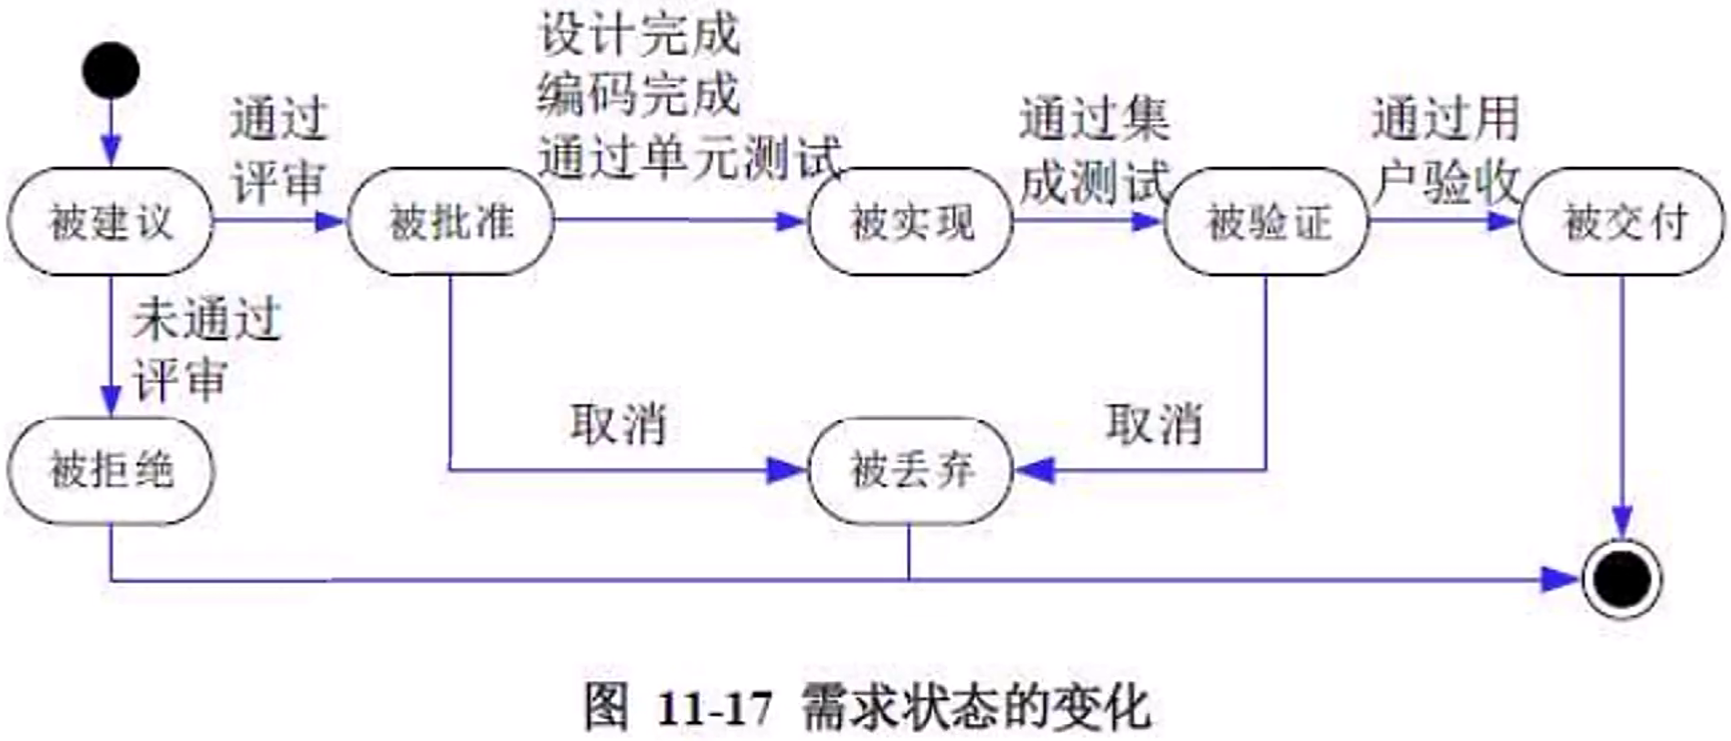 设计完成
编码完成
通过单元测试
通过
评审
通过集
成测试
通过用
户验收
被建议
被批准
被实现
被验证
被交付
未通过
评审
取消
取消
被拒绝
被丢弃
图 11-17 需求状态的变化